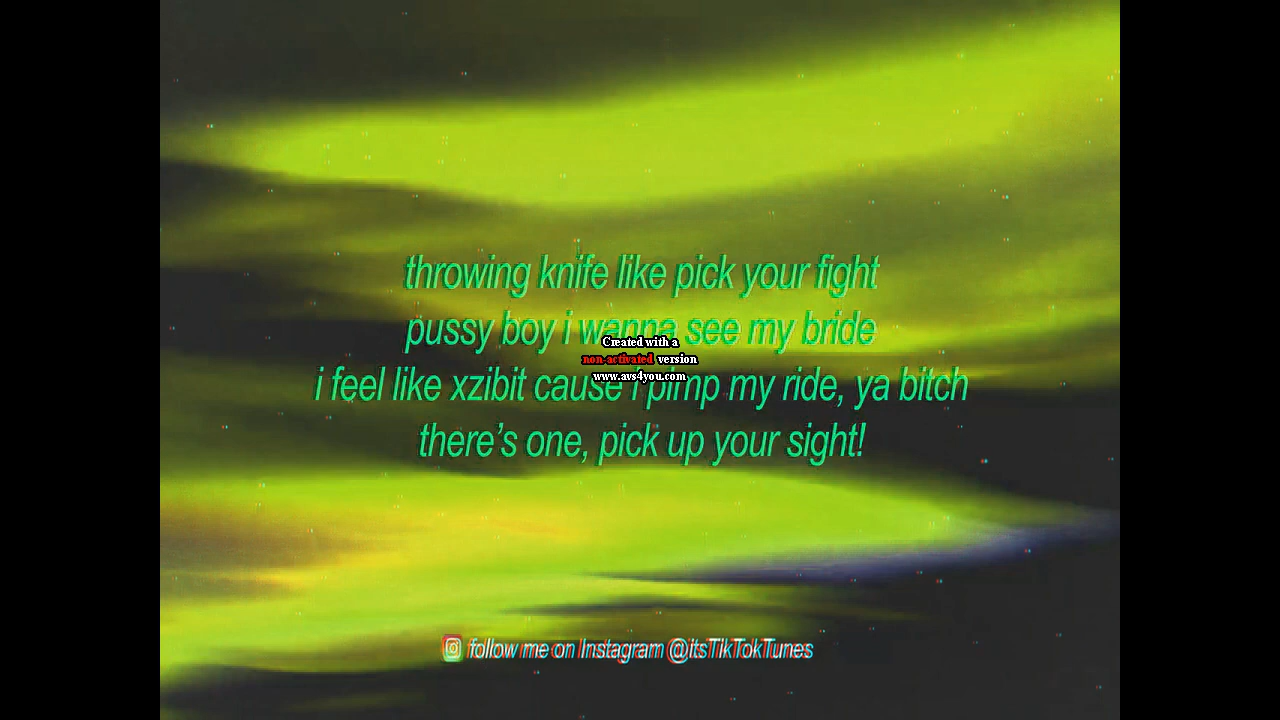 throwing knife like pick your fight
pussy boy i wanna see my bride
Created with a
non-activated version
www.avs4you.com
i feel like xzibit cause i pimp my ride, ya bitch
there's one, pick up your sight!
follow me on Instagram @itsTikTokTunes